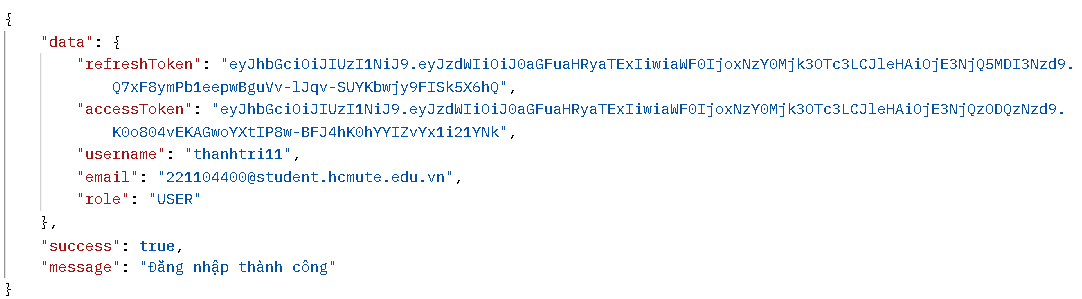 {
"data": {
"refreshToken": "eyJhbGciOiJIUzI1NiJ9.eyJzdWIiOiJ0aGFuaHRyaTExIiwiaWF0IjoxNzY0Mjk3OTc3LCJleHAiOjE3NjQ5MDI3Nzd9.
Q7xF8ymPb1eepwBguVv-lJqv-SUYKbwjy9FISk5X6hQ",
"accessToken": "eyJhbGciOiJIUzI1NiJ9.eyJzdWIiOiJ0aGFuaHRyaTExIiwiaWF0IjoxNzY0Mjk3OTc3LCJleHAiOjE3NjQzODQzNzd9.
K0o804vEKAGwoYXtIP8w-BFJ4hK0hYYIZvYx1i21YNk",
"username": "thanhtri11",
"email": "221104400@student.hcmute.edu.vn",
"role": "USER"
},
"success": true,
"message": "Đăng nhập thành công"
}